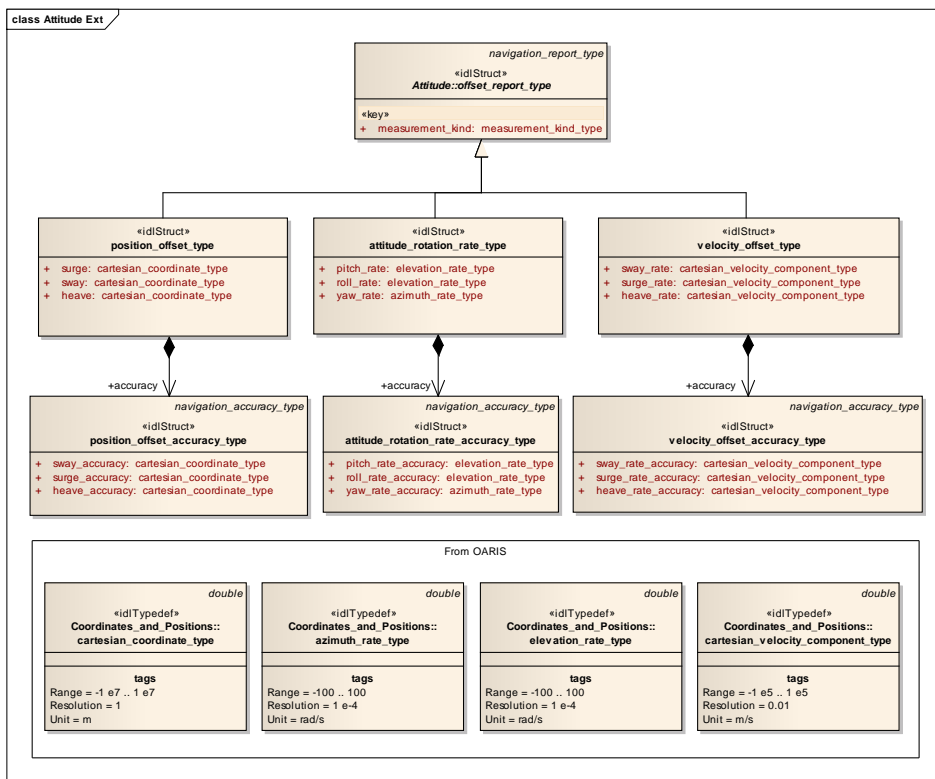 class Attitude Ext
navigation_report_type
«idlStruct»
Attitude::offset_report_type
«key»
+ measurement_kind: measurement_kind_type
«idlStruct»
position_offset_type
+ surge: cartesian_coordinate_type
+ sway: cartesian_coordinate_type
+ heave: cartesian_coordinate_type
«idlStruct»
attitude_rotation_rate_type
+ pitch_rate: elevation_rate_type
+ roll_rate: elevation_rate_type
+ yaw_rate: azimuth_rate_type
«idlStruct»
velocity_offset_type
+ sway_rate: cartesian_velocity_component_type
+ surge_rate: cartesian_velocity_component_type
+ heave_rate: cartesian_velocity_component_type
+accuracy
+accuracy
+accuracy
navigation_accuracy_type
«idlStruct»
position_offset_accuracy_type
+ sway_accuracy: cartesian_coordinate_type
+ surge_accuracy: cartesian_coordinate_type
+ heave_accuracy: cartesian_coordinate_type
navigation_accuracy_type
«idlStruct»
attitude_rotation_rate_accuracy_type
+ pitch_rate_accuracy: elevation_rate_type
+ roll_rate_accuracy: elevation_rate_type
+ yaw_rate_accuracy: azimuth_rate_type
navigation_accuracy_type
«idlStruct»
velocity_offset_accuracy_type
+ sway_rate_accuracy: cartesian_velocity_component_type
+ surge_rate_accuracy: cartesian_velocity_component_type
+ heave_rate_accuracy: cartesian_velocity_component_type
From OARIS
double
«idlTypedef»
Coordinates_and_Positions::
cartesian_coordinate_type
tags
Range = -1 e7 .. 1 e7
Resolution = 1
Unit = m
double
«idlTypedef»
Coordinates_and_Positions::
azimuth_rate_type
tags
Range = -100 .. 100
Resolution = 1 e-4
Unit = rad/s
double
«idlTypedef»
Coordinates_and_Positions::
elevation_rate_type
tags
Range = -100 .. 100
Resolution = 1 e-4
Unit = rad/s
double
«idlTypedef»
Coordinates_and_Positions::
cartesian_velocity_component_type
tags
Range = -1 e5 .. 1 e5
Resolution = 0.01
Unit = m/s